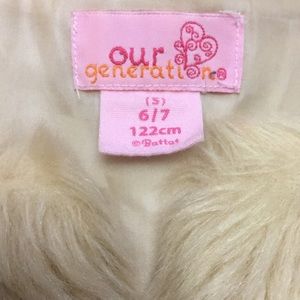 our
generation®
(S)
6/7
122cm
©Battat